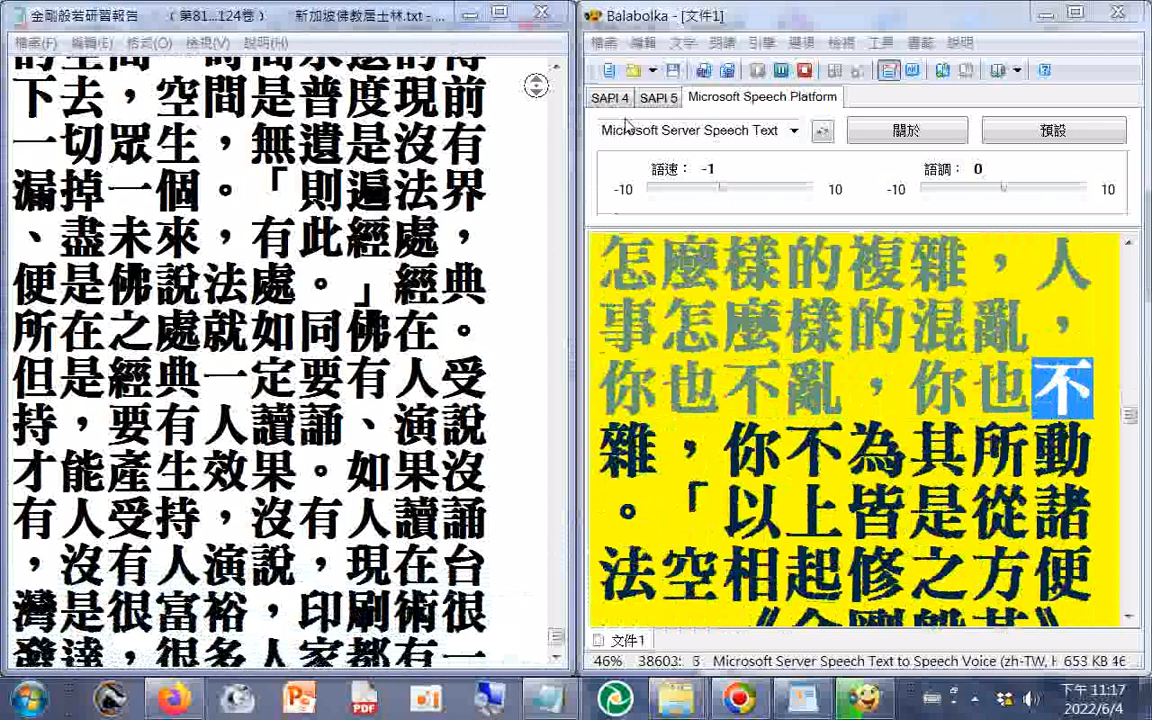 金剛般若研習報告　（第81...124卷）　新加坡佛教居士林.txt - ...
檔案(F) 編輯(E) 格式(O) 檢視(V) 說明(H)
下去，空間是普度現前
一切眾生，無遺是沒有
漏掉一個。「則遍法界
、盡未來，有此經處，
便是佛說法處。」經典
所在之處就如同佛在。
但是經典一定要有人受
持，要有人讀誦、演說
才能產生效果。如果沒
有人受持，沒有人讀誦
，沒有人演說，現在台
灣是很富裕，印刷術很
發達，很多人家都有一
Balabolka - [文件1]
檔案 編輯 文字 閱讀 引擎 選項 檢視 工具 書籤 說明
SAPI 4 SAPI 5 Microsoft Speech Platform
Microsoft Server Speech Text
關於
預設
語速： -1
語調： 0
-10 10 -10 10
怎麼樣的複雜，人
事怎麼樣的混亂，
你也不亂，你也不
雜，你不為其所動
。「以上皆是從諸
法空相起修之方便
《金剛般若》
文件1
46% Microsoft Server Speech Text to Speech Voice (zh-TW, 653 KB
下午 11:17
2022/6/4